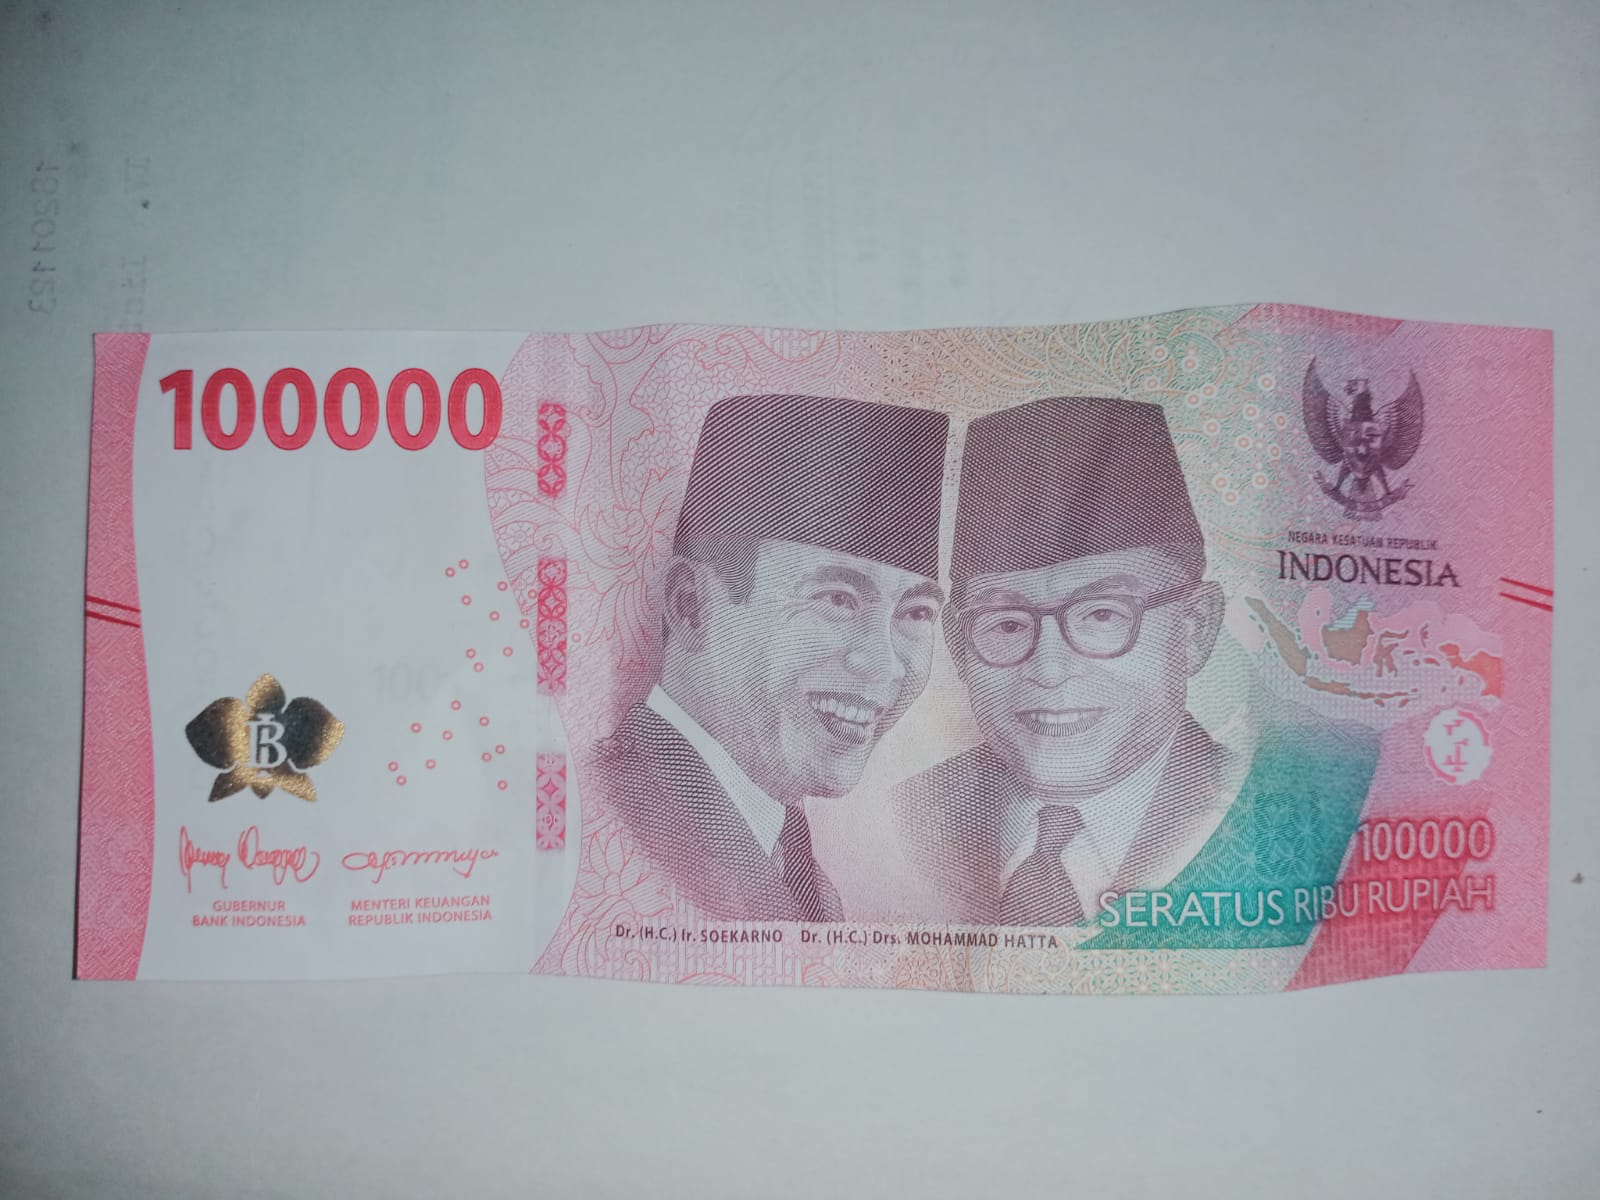 100000
NEGARA KESATUAN REPUBLIK
INDONESIA
GUBERNUR
BANK INDONESIA
MENTERI KEUANGAN
REPUBLIK INDONESIA
Dr. (H.C.) Ir. SOEKARNO Dr. (H.C.) Drs. MOHAMMAD HATTA
100000
SERATUS RIBU RUPIAH